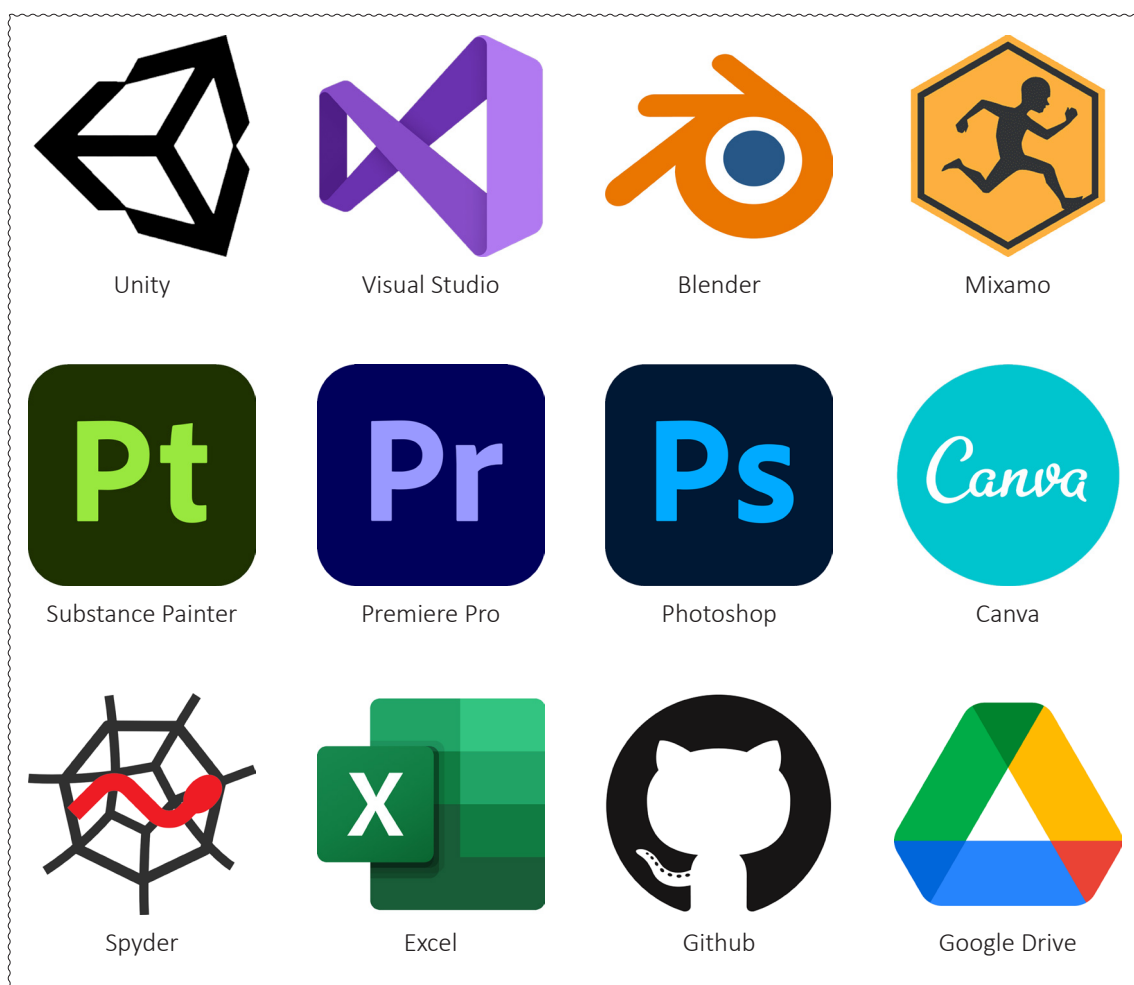 Unity
Visual Studio
Blender
Mixamo
Pt
Pr
Ps
Canva
Substance Painter
Premiere Pro
Photoshop
Canva
X
Spyder
Excel
Github
Google Drive